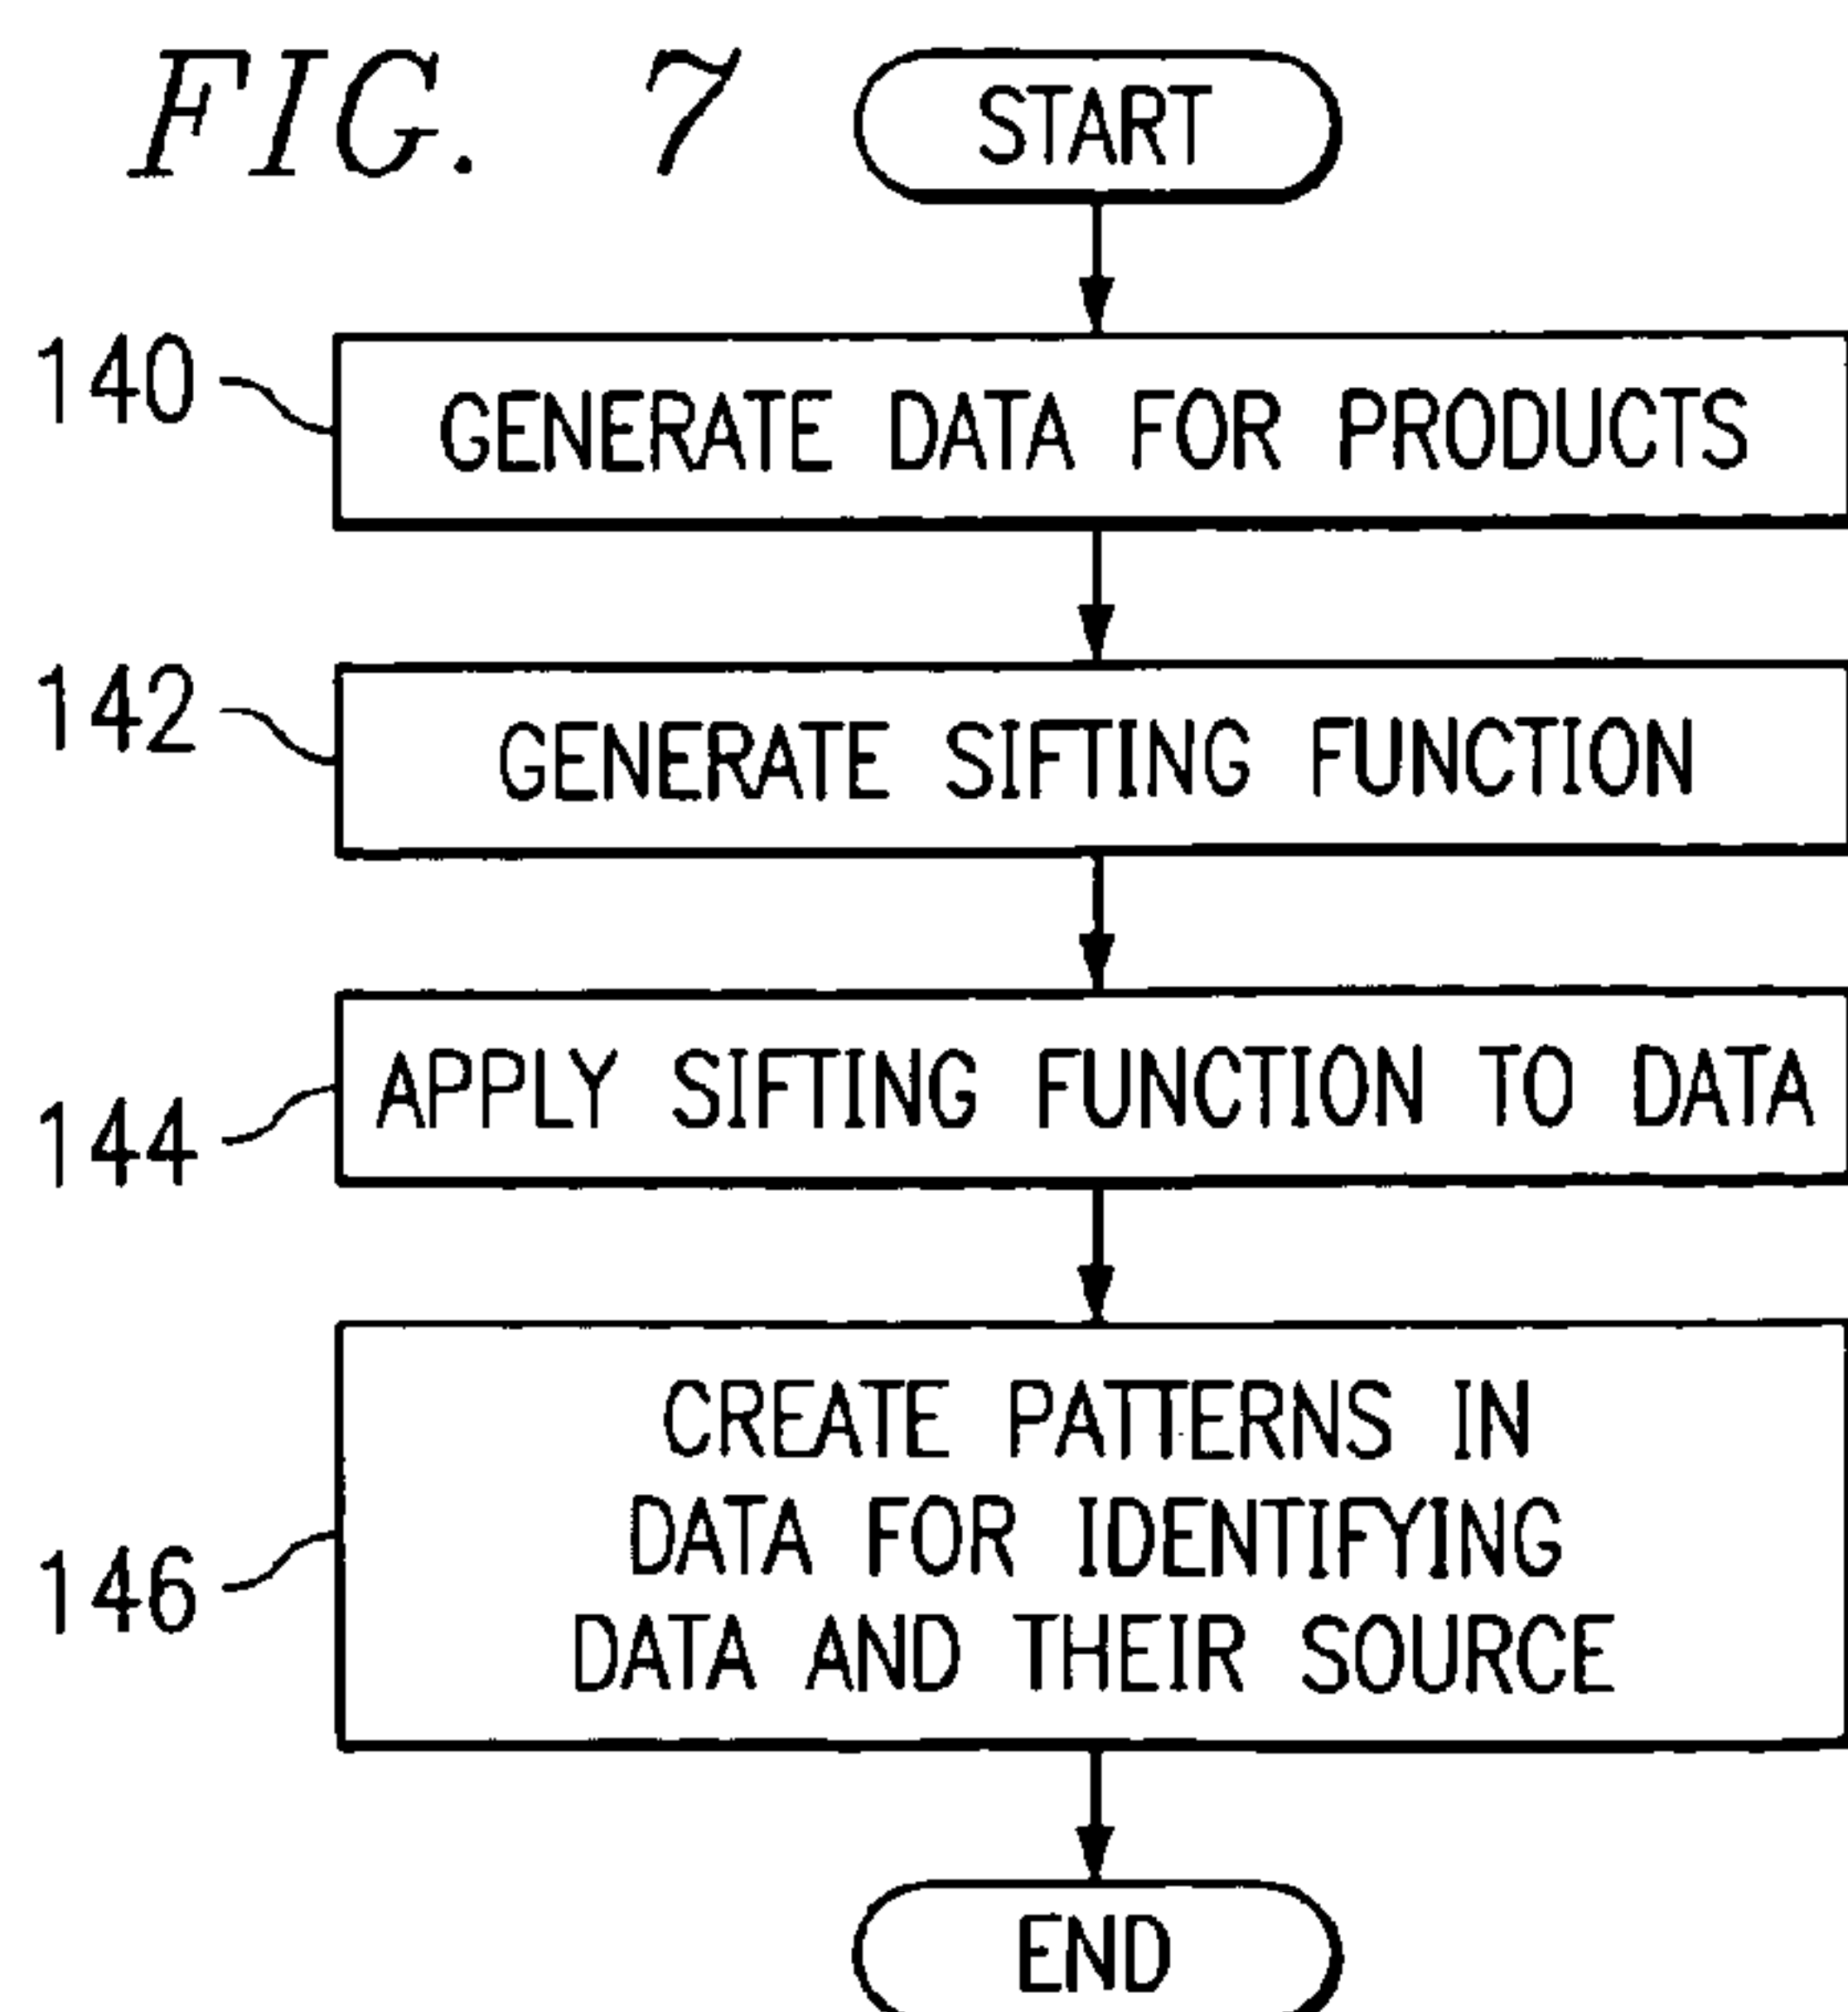 FIG. 7
START
140
GENERATE DATA FOR PRODUCTS
142
GENERATE SIFTING FUNCTION
144
APPLY SIFTING FUNCTION TO DATA
146
CREATE PATTERNS IN
DATA FOR IDENTIFYING
DATA AND THEIR SOURCE
END